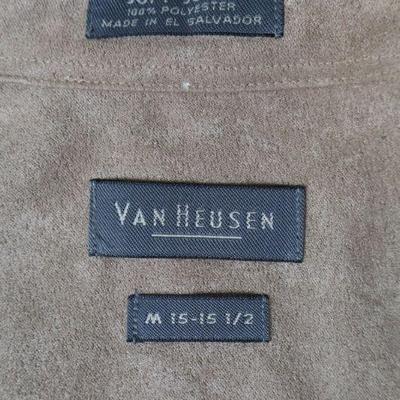 100% POLYESTER
MADE IN EL SALVADOR
VAN HEUSEN
M 15-15 1/2